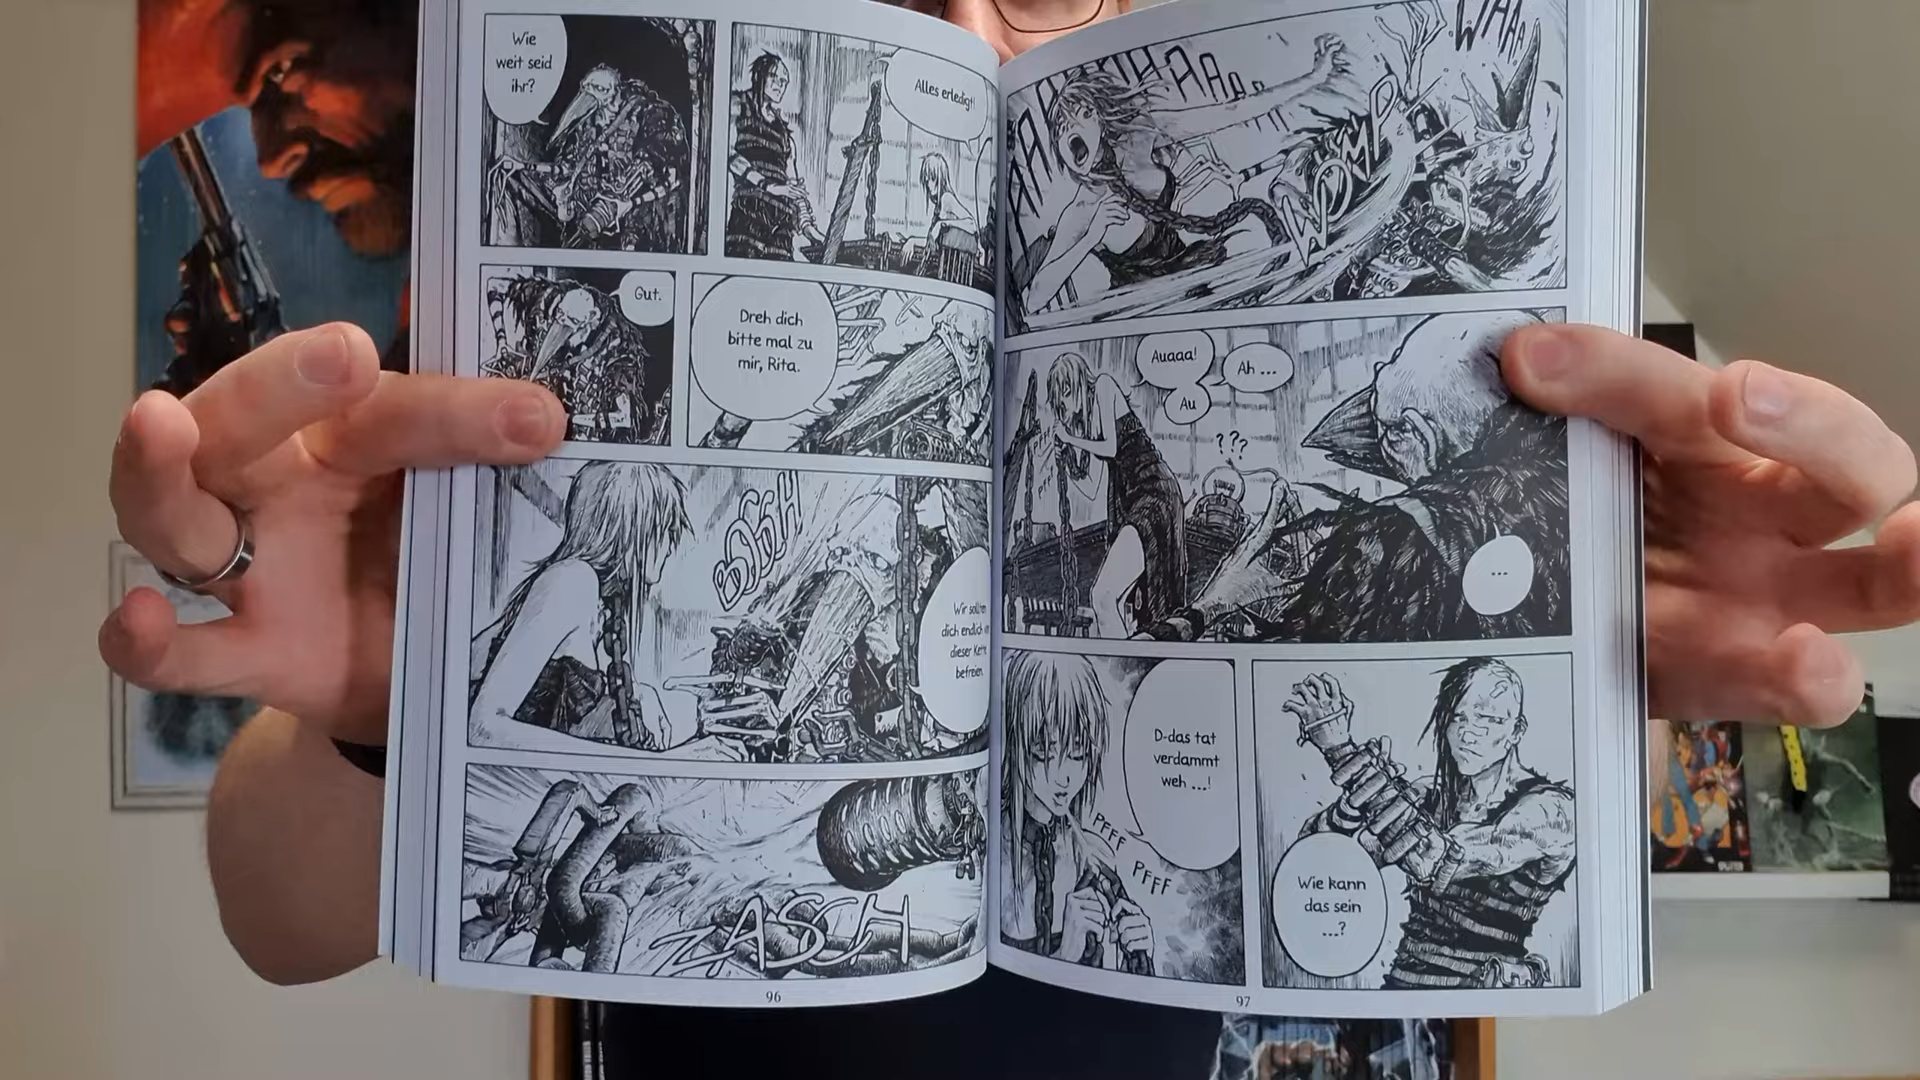 Wie
weit seid
ihr?
Alles erledigt!
Gut.
Dreh dich
bitte mal zu
mir, Rita.
Wir sollten
dich endlich
dieser Kette
befreien.
ZASCH
96
WOMP
Auaaa!
Au
Ah ...
???
PFFF
PFFF
...
D-das tat
verdammt
weh ...!
PFFF
PFFF
Wie kann
das sein
...?
97